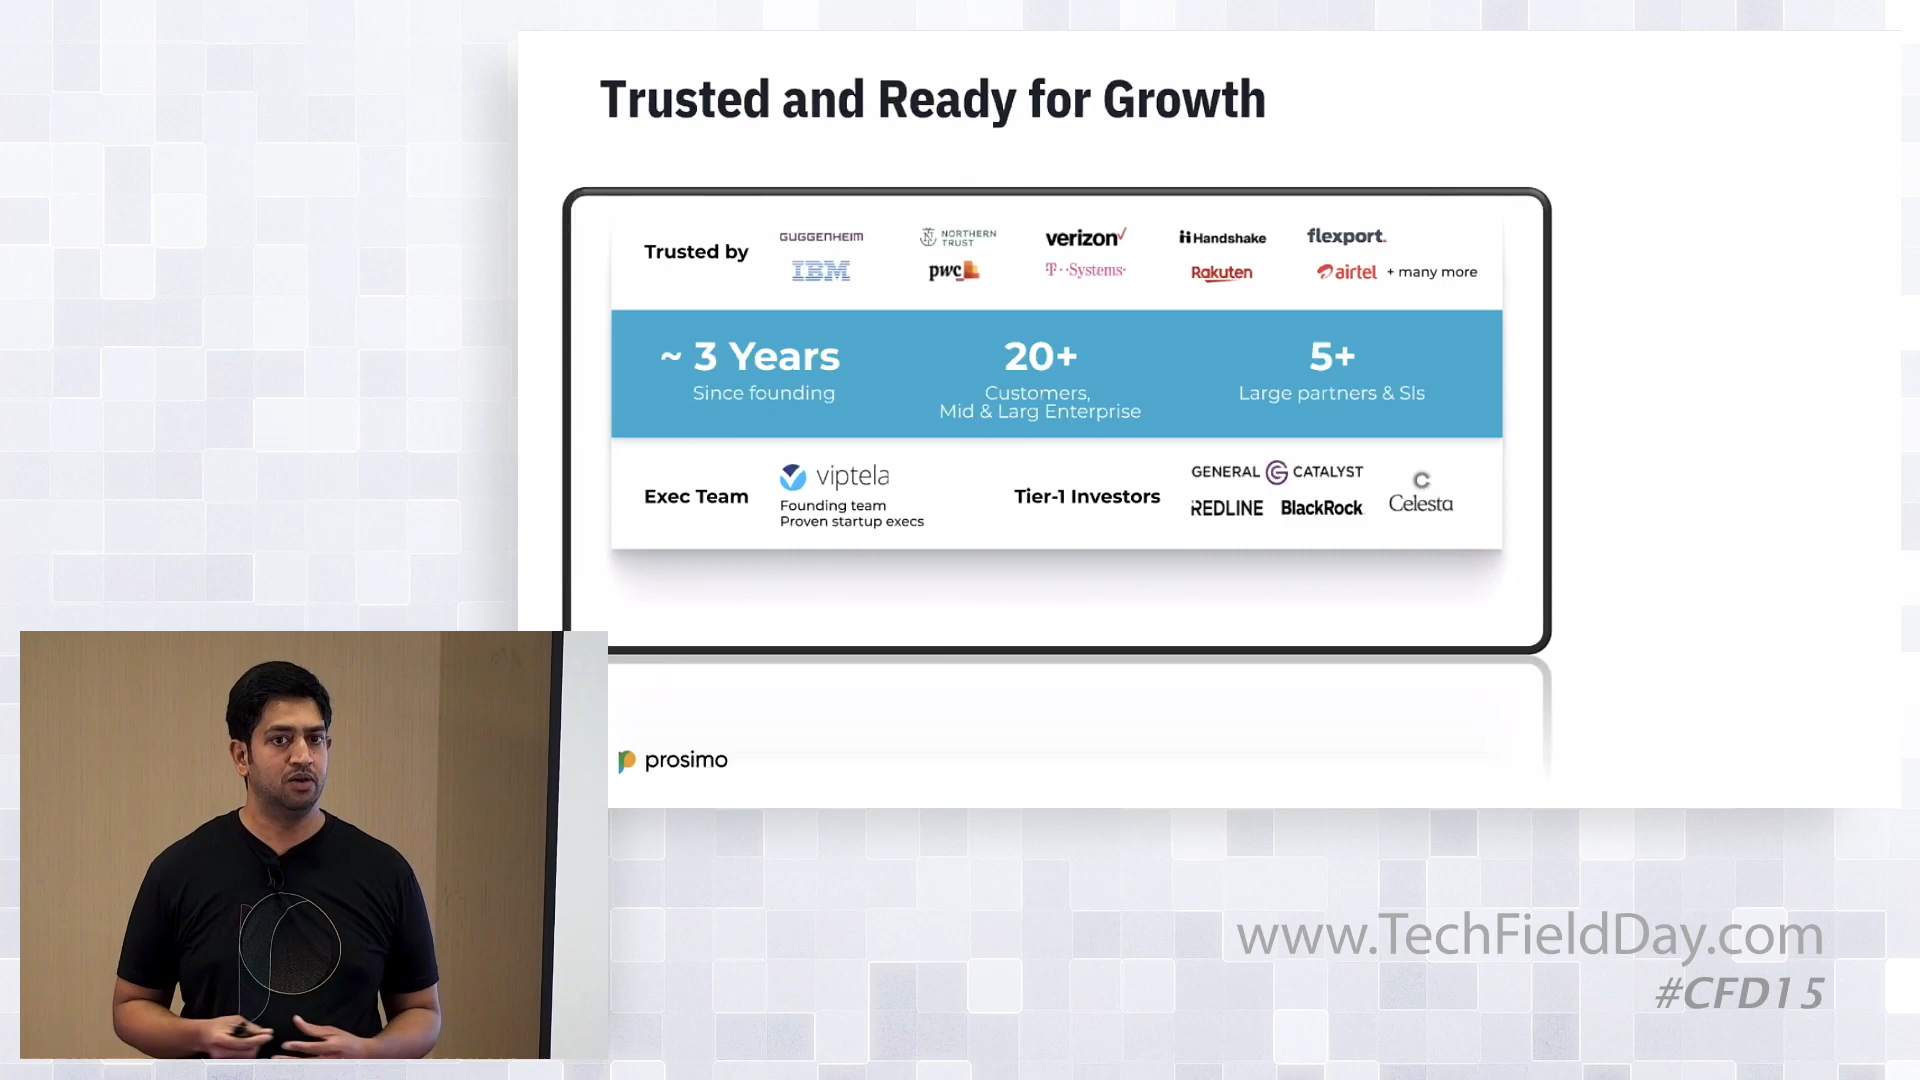 Trusted and Ready for Growth
Trusted by
GUGGENHEIM
NORTHERN
TRUST
verizon
Handshake
flexport.
IBM
pwc
T··Systems·
Rakuten
airtel
+ many more
~ 3 Years
Since founding
20+
Customers,
Mid & Larg Enterprise
5+
Large partners & SIs
Exec Team
viptela
Founding team
Proven startup execs
Tier-1 Investors
GENERAL CATALYST
REDLINE
BlackRock
Celesta
prosimo
www.TechFieldDay.com
#CFD15